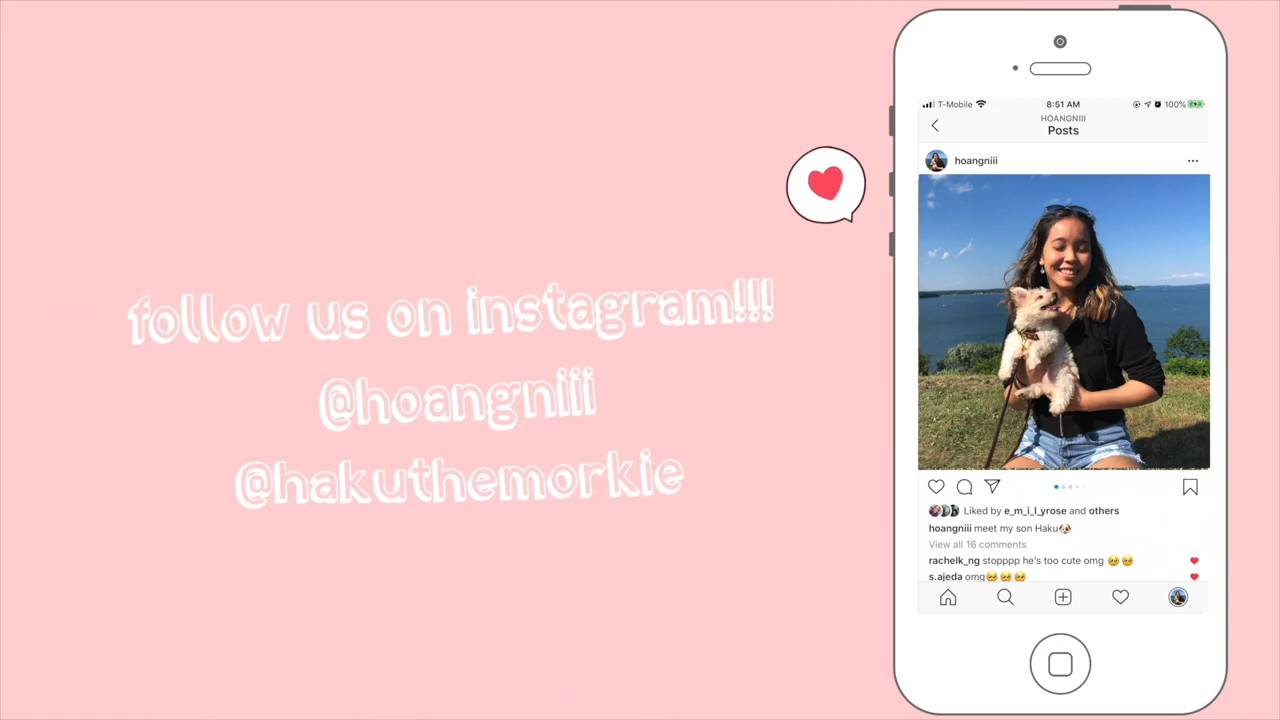 follow us on instagram!!!
@hoangniii
@hakuthemorkie
T-Mobile 8:51 AM 100%
HOANGNIII
Posts
hoangniii
Liked by e_m_i_l_yrose and others
hoangniii meet my son Haku🐶
View all 16 comments
rachelk_ng stopppp he's too cute omg 🥺🥺
s.ajeda omg🥺🥺🥺